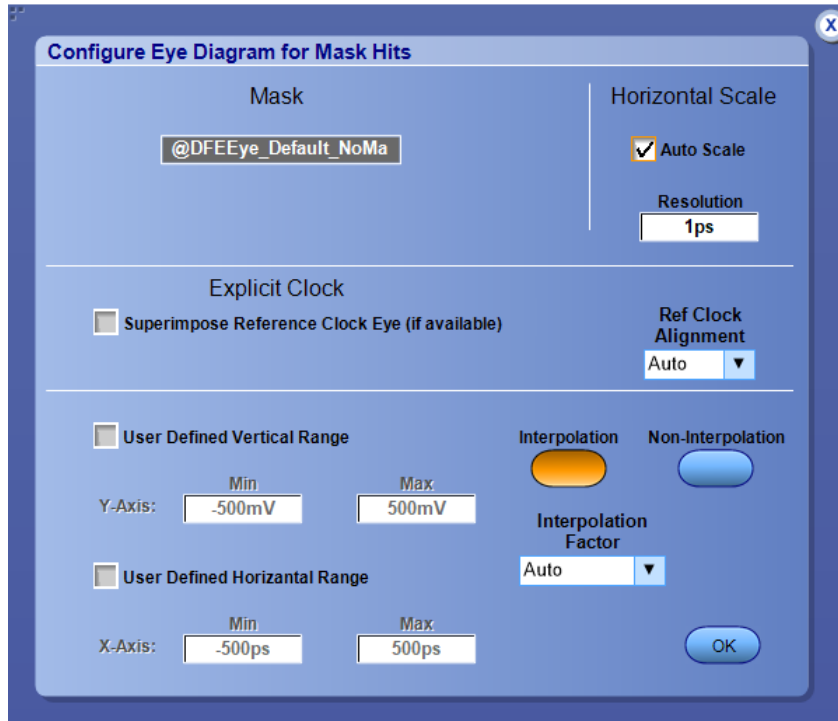 X
Configure Eye Diagram for Mask Hits
Mask
Horizontal Scale
@DFEEye_Default_NoMa
Auto Scale
Resolution
1ps
Explicit Clock
Superimpose Reference Clock Eye (if available)
Ref Clock
Alignment
Auto
User Defined Vertical Range
Interpolation
Non-Interpolation
Min
Max
Y-Axis:
-500mV
500mV
Interpolation
Factor
Auto
User Defined Horizantal Range
Min
Max
X-Axis:
-500ps
500ps
OK